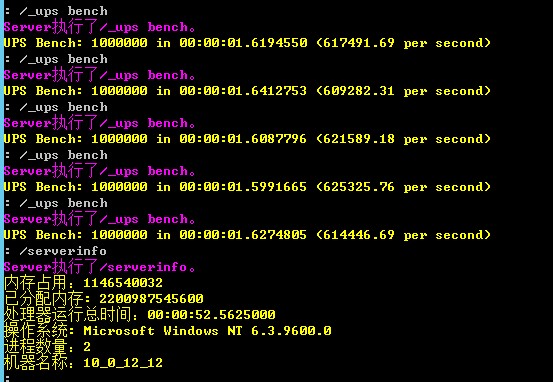 : /_ups bench
Server执行了/_ups bench。
UPS Bench: 1000000 in 00:00:01.6194550 (617491.69 per second)
: /_ups bench
Server执行了/_ups bench。
UPS Bench: 1000000 in 00:00:01.6412753 (609282.31 per second)
: /_ups bench
Server执行了/_ups bench。
UPS Bench: 1000000 in 00:00:01.6087796 (621589.18 per second)
: /_ups bench
Server执行了/_ups bench。
UPS Bench: 1000000 in 00:00:01.5991665 (625325.76 per second)
: /_ups bench
Server执行了/_ups bench。
UPS Bench: 1000000 in 00:00:01.6274805 (614446.69 per second)
: /serverinfo
Server执行了/serverinfo。
内存占用: 1146540032
已分配内存: 2200987545600
处理器运行总时间: 00:00:52.5625000
操作系统: Microsoft Windows NT 6.3.9600.0
进程数量: 2
机器名称: 10_0_12_12
: